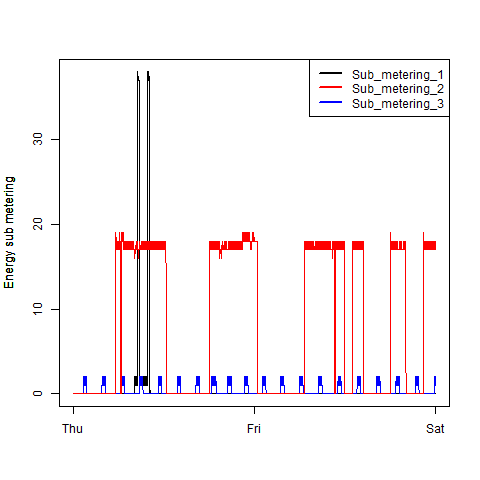 Sub_metering_1
Sub_metering_2
Sub_metering_3
Energy sub metering
30
20
10
0
Thu
Fri
Sat